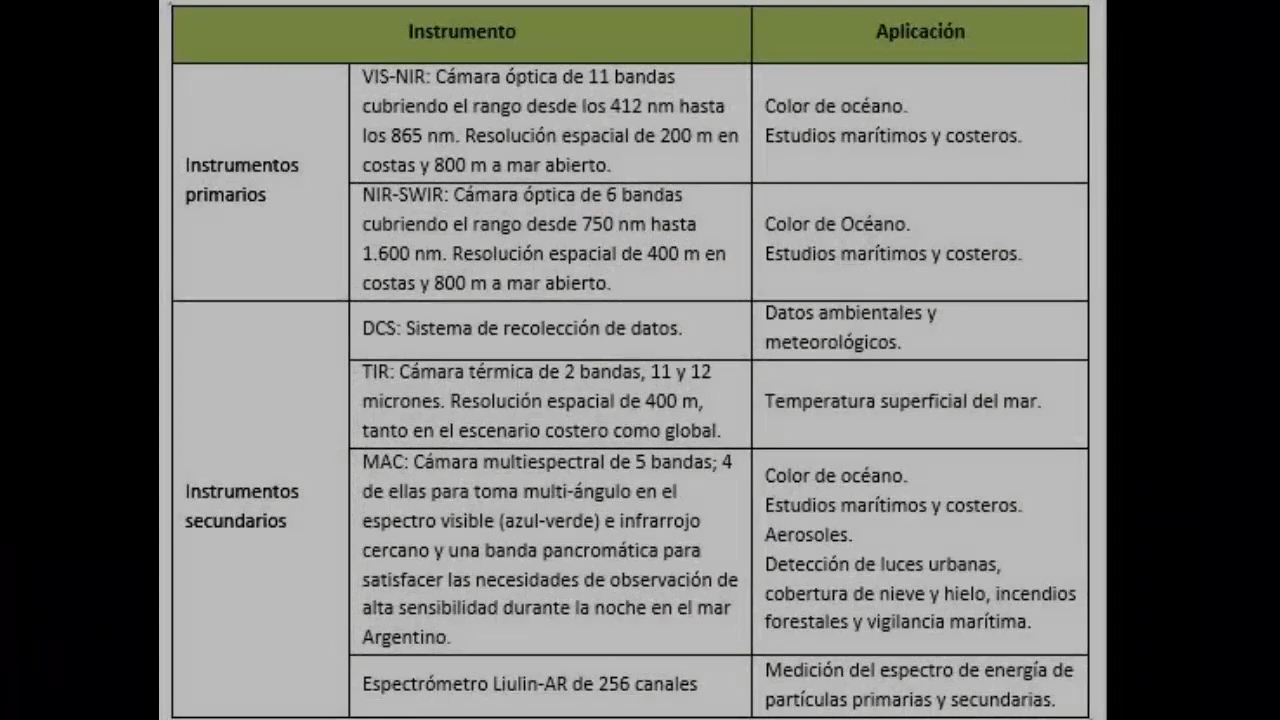 Instrumento
Aplicación
Instrumentos
primarios
VIS-NIR: Cámara óptica de 11 bandas
cubriendo el rango desde los 412 nm hasta
los 865 nm. Resolución espacial de 200 m en
costas y 800 m a mar abierto.
Color de océano.
Estudios marítimos y costeros.
NIR-SWIR: Cámara óptica de 6 bandas
cubriendo el rango desde 750 nm hasta
1.600 nm. Resolución espacial de 400 m en
costas y 800 m a mar abierto.
Color de Océano.
Estudios marítimos y costeros.
Instrumentos
secundarios
DCS: Sistema de recolección de datos.
Datos ambientales y
meteorológicos.
TIR: Cámara térmica de 2 bandas, 11 y 12
micrones. Resolución espacial de 400 m,
tanto en el escenario costero como global.
Temperatura superficial del mar.
MAC: Cámara multiespectral de 5 bandas; 4
de ellas para toma multi-ángulo en el
espectro visible (azul-verde) e infrarrojo
cercano y una banda pancromática para
satisfacer las necesidades de observación de
alta sensibilidad durante la noche en el mar
Argentino.
Color de océano.
Estudios marítimos y costeros.
Aerosoles.
Detección de luces urbanas,
cobertura de nieve y hielo, incendios
forestales y vigilancia marítima.
Espectrómetro Liulin-AR de 256 canales
Medición del espectro de energía de
partículas primarias y secundarias.